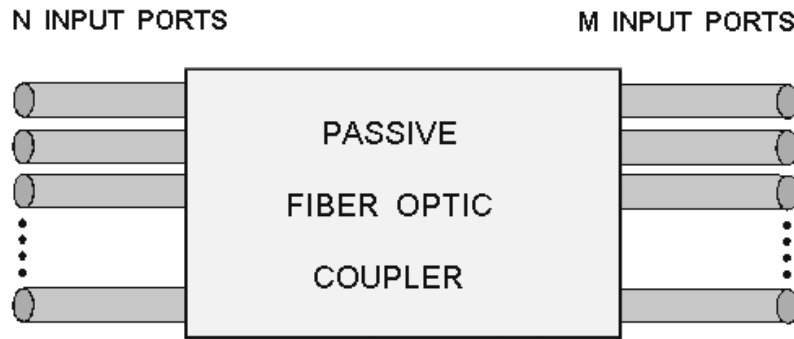 N INPUT PORTS
M INPUT PORTS
PASSIVE
FIBER OPTIC
COUPLER